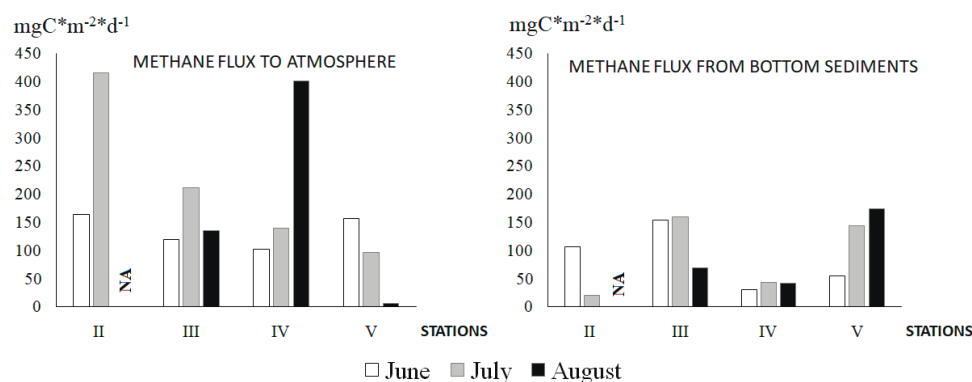 mgC*m-2*d-1
METHANE FLUX TO ATMOSPHERE
450
400
350
300
250
200
150
100
50
0
NA
II III IV V STATIONS
mgC*m-2*d-1
METHANE FLUX FROM BOTTOM SEDIMENTS
450
400
350
300
250
200
150
100
50
0
NA
II III IV V STATIONS
June July August